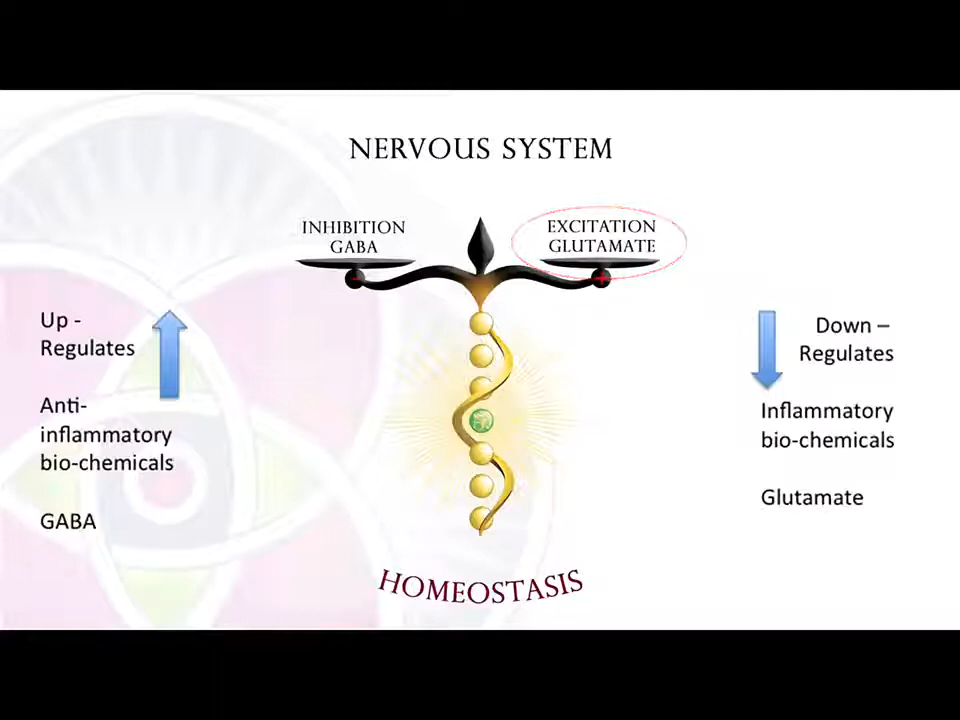 NERVOUS SYSTEM
INHIBITION
GABA
EXCITATION
GLUTAMATE
Up -
Regulates
Anti-
inflammatory
bio-chemicals
GABA
Down –
Regulates
Inflammatory
bio-chemicals
Glutamate
HOMEOSTASIS